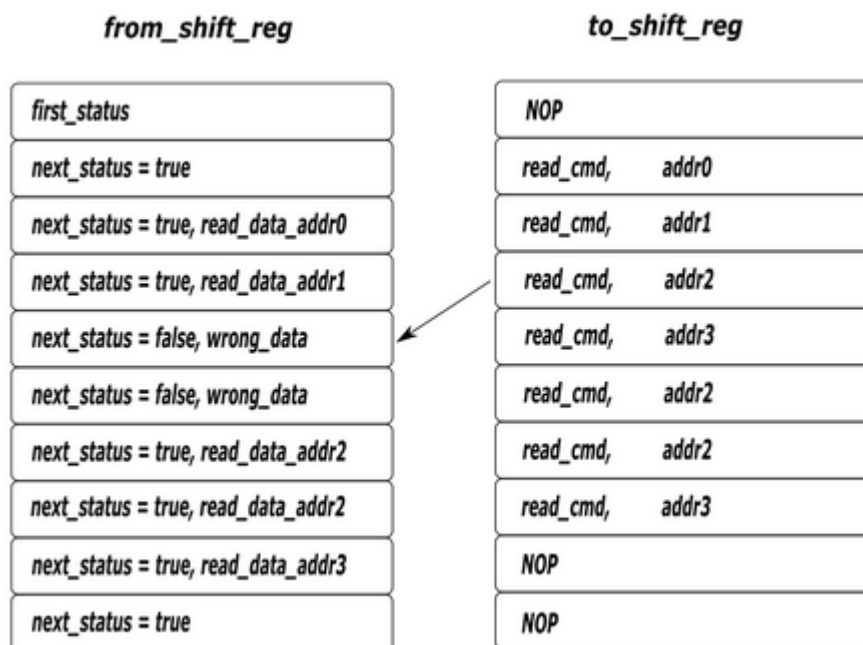 from_shift_reg
to_shift_reg
first_status
NOP
next_status = true
read_cmd, addr0
next_status = true, read_data_addr0
read_cmd, addr1
next_status = true, read_data_addr1
read_cmd, addr2
next_status = false, wrong_data
read_cmd, addr3
next_status = false, wrong_data
read_cmd, addr2
next_status = true, read_data_addr2
read_cmd, addr2
next_status = true, read_data_addr2
read_cmd, addr3
next_status = true, read_data_addr3
NOP
next_status = true
NOP